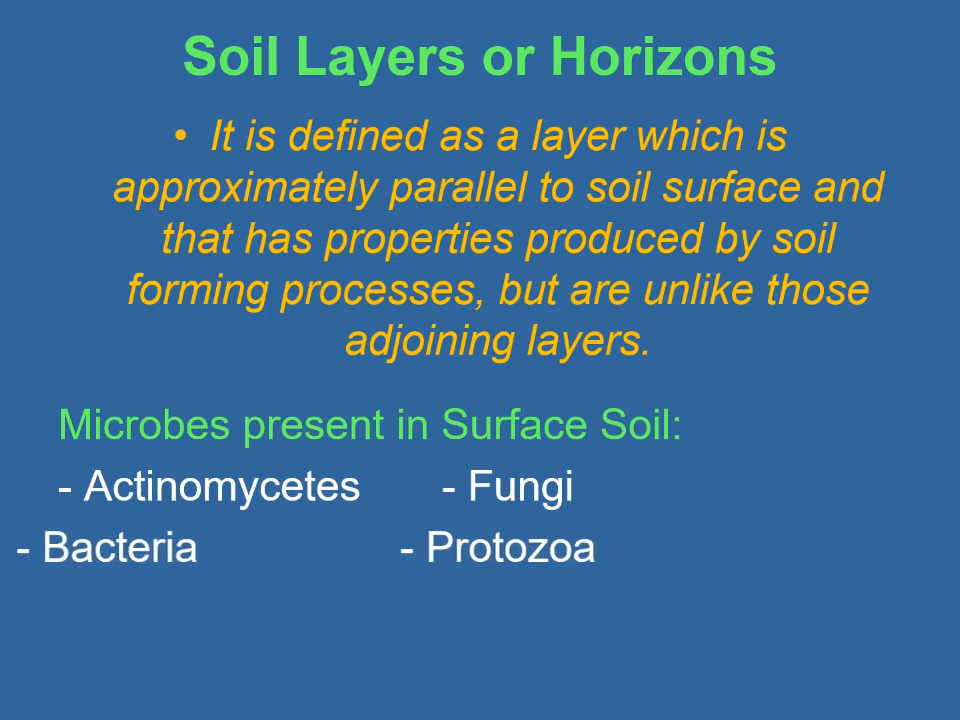 Soil Layers or Horizons
• It is defined as a layer which is
approximately parallel to soil surface and
that has properties produced by soil
forming processes, but are unlike those
adjoining layers.
Microbes present in Surface Soil:
- Actinomycetes - Fungi
- Bacteria - Protozoa